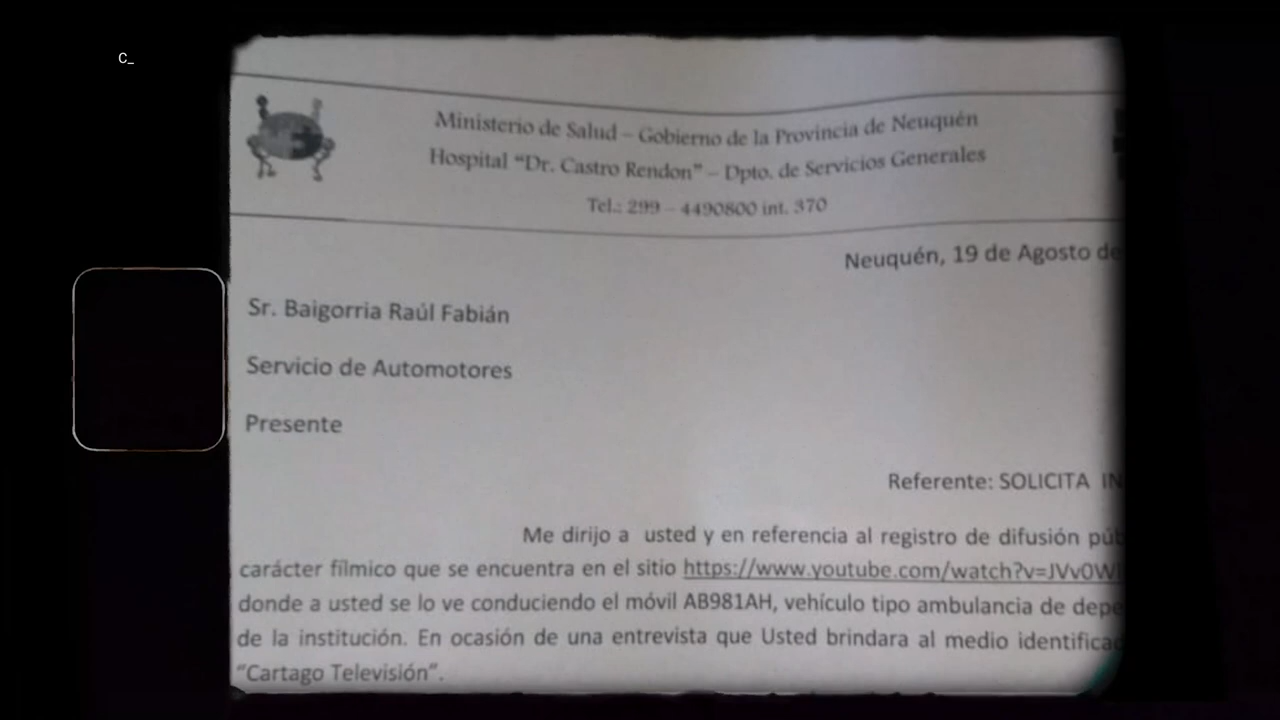 C_
Ministerio de Salud – Gobierno de la Provincia de Neuquén
Hospital “Dr. Castro Rendon” – Dpto. de Servicios Generales
Tel.: 299 – 4490800 int. 370
Neuquén, 19 de Agosto de
Sr. Baigorria Raúl Fabián
Servicio de Automotores
Presente
Referente: SOLICITA IN
Me dirijo a usted y en referencia al registro de difusión púb
carácter fílmico que se encuentra en el sitio https://www.youtube.com/watch?v=JVv0W
donde a usted se lo ve conduciendo el móvil AB981AH, vehículo tipo ambulancia de depe
de la institución. En ocasión de una entrevista que Usted brindara al medio identificad
“Cartago Televisión”.